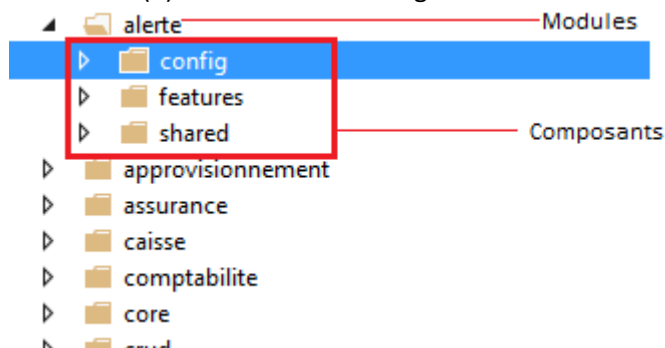 alerte Modules
config
features
shared Composants
approvisionnement
assurance
caisse
comptabilite
core